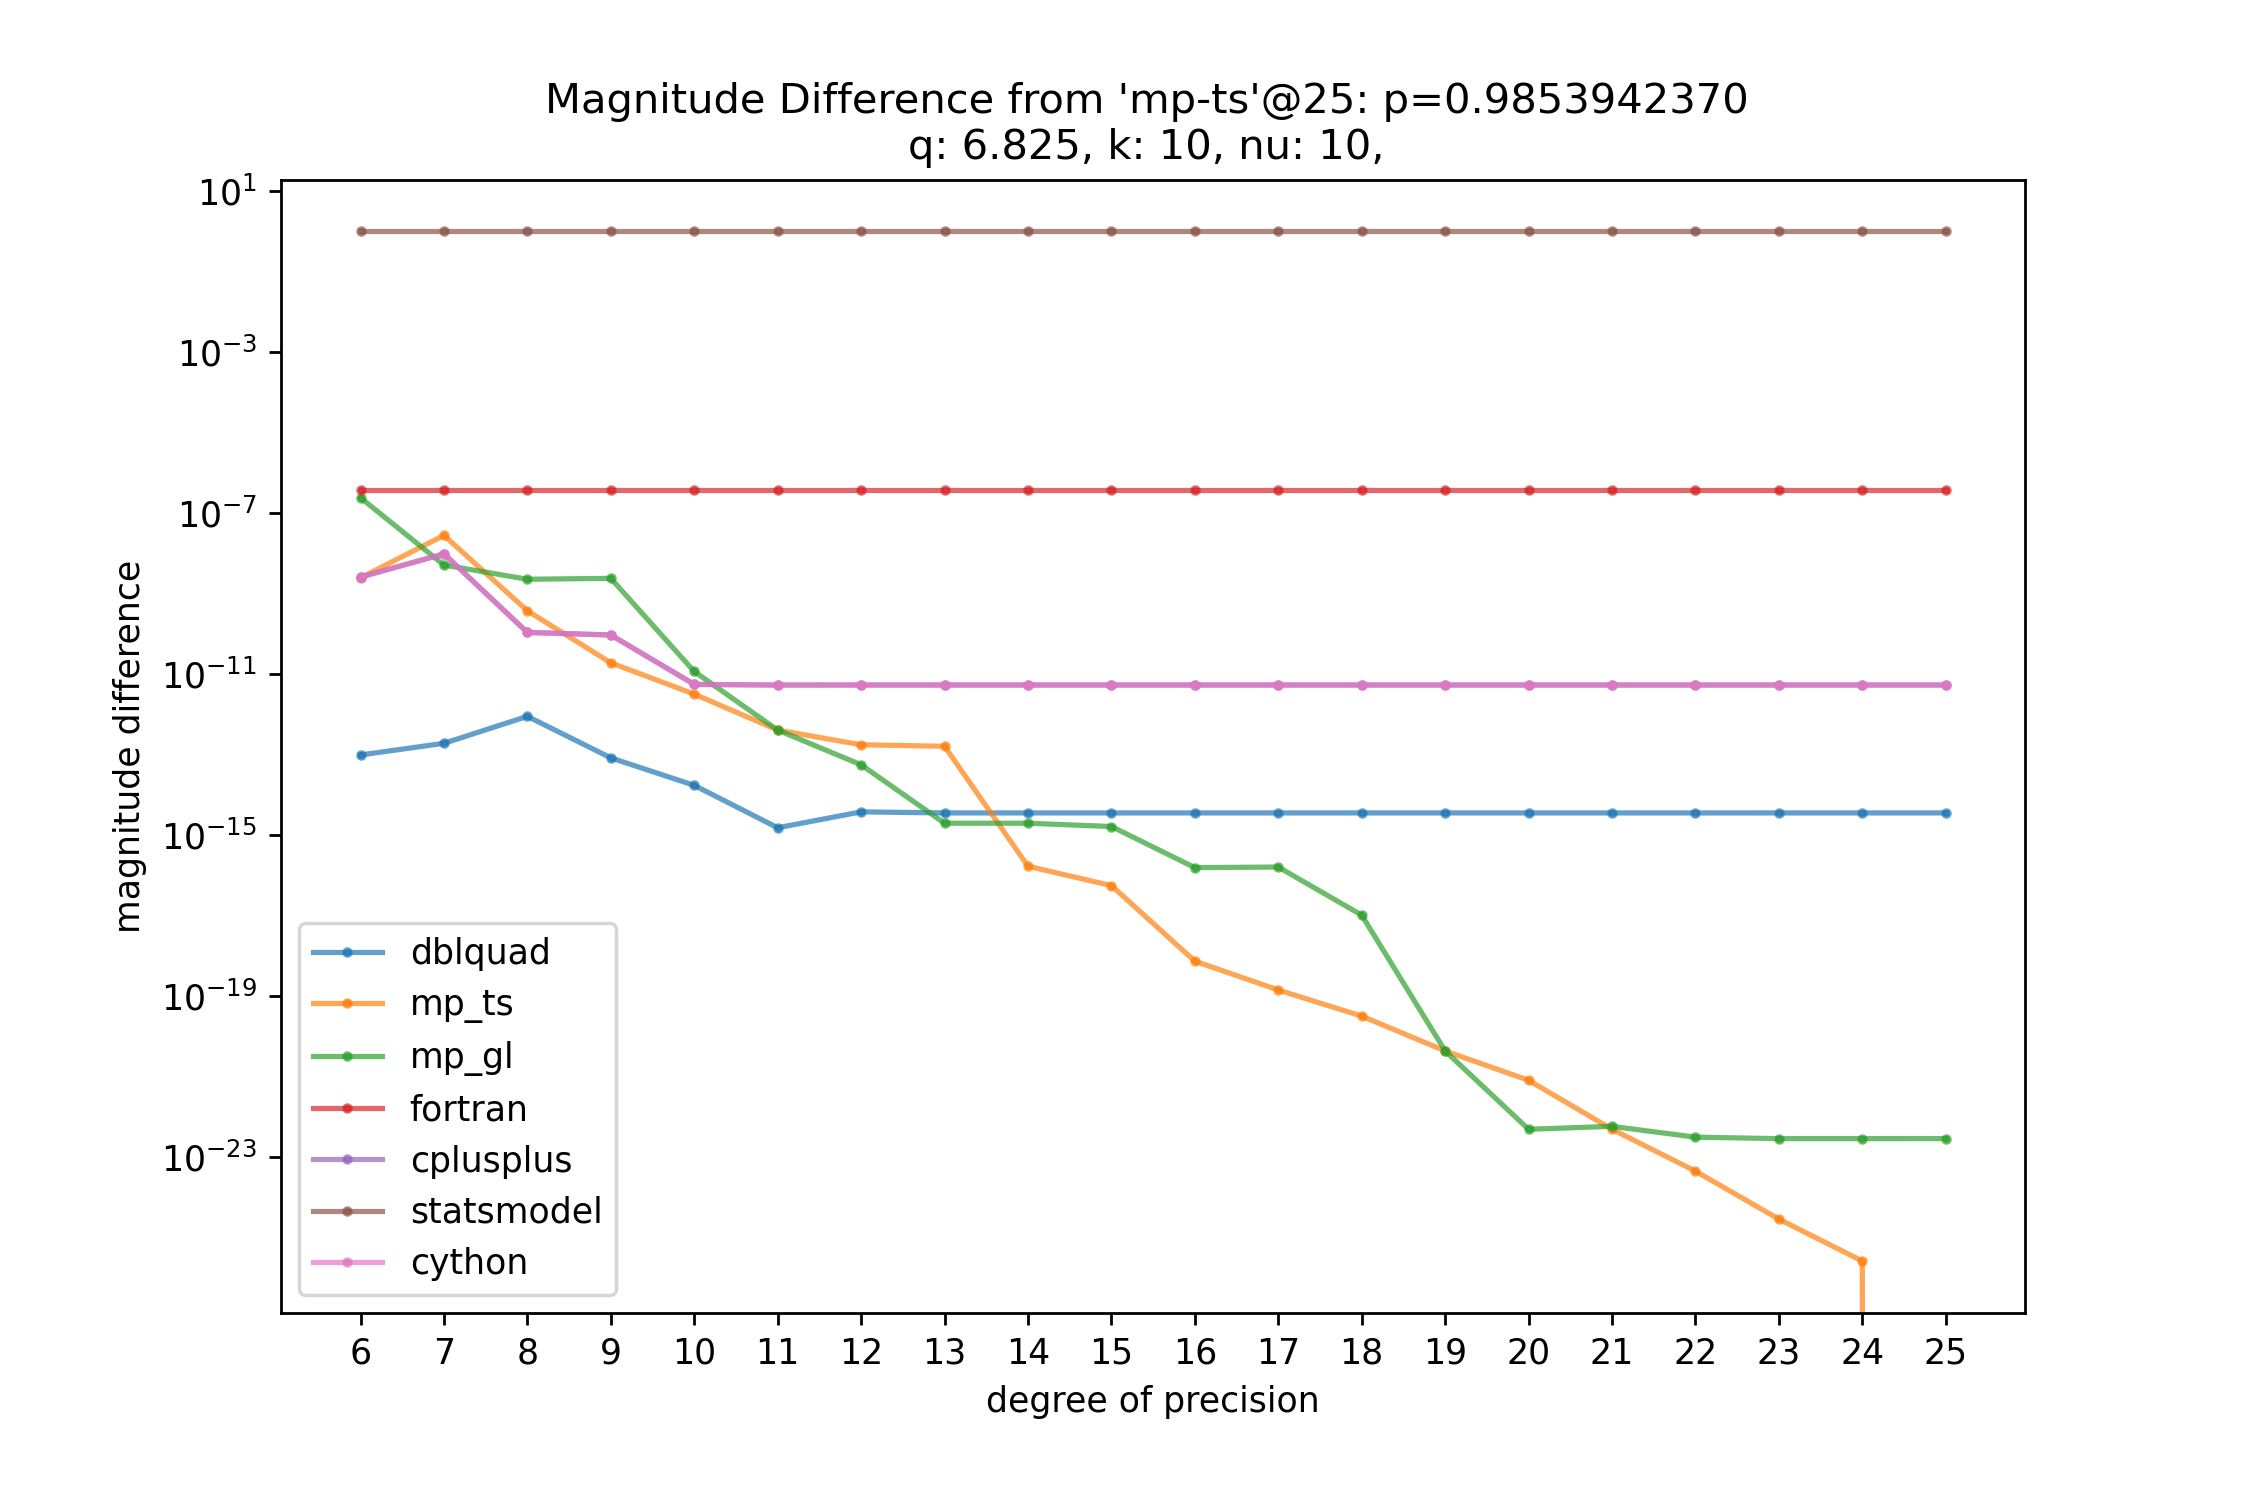 Magnitude Difference from 'mp-ts'@25: p=0.9853942370
q: 6.825, k: 10, nu: 10,
magnitude difference
10¹
10⁻³
10⁻⁷
10⁻¹¹
10⁻¹⁵
10⁻¹⁹
10⁻²³
dblquad
mp_ts
mp_gl
fortran
cplusplus
statsmodel
cython
6 7 8 9 10 11 12 13 14 15 16 17 18 19 20 21 22 23 24 25
degree of precision